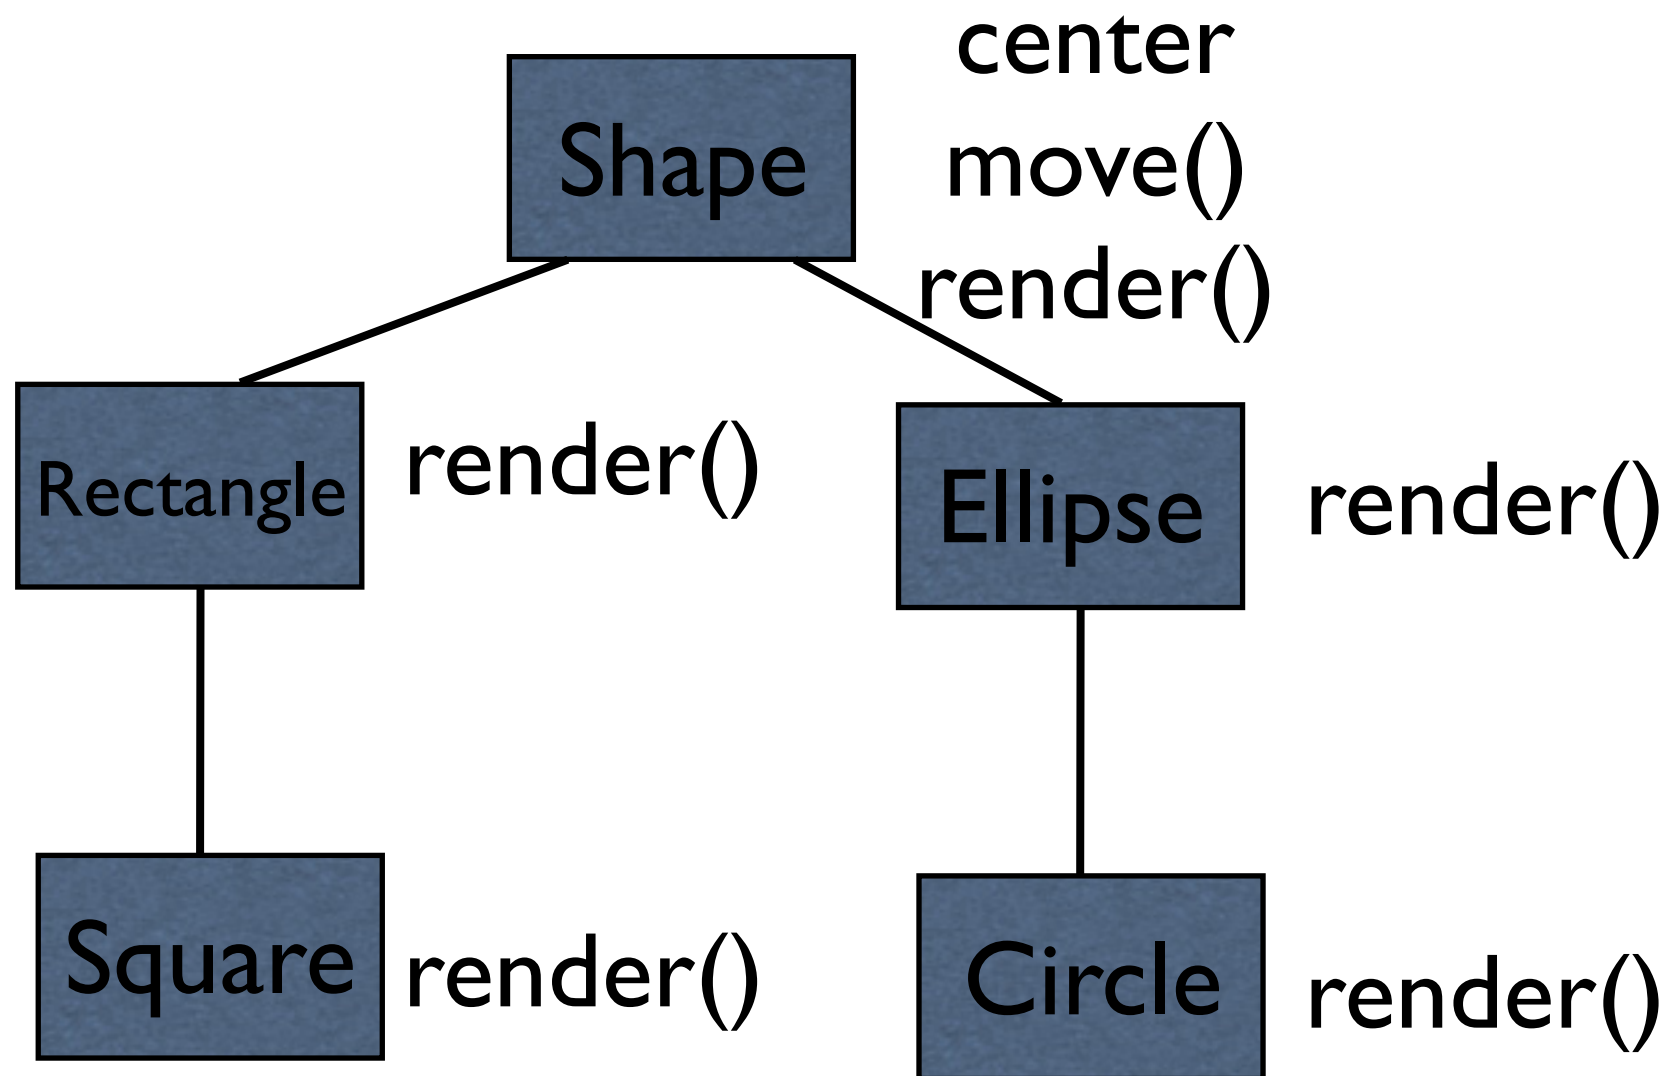 center
Shape
move()
render()
Rectangle
render()
Ellipse
render()
Square
render()
Circle
render()